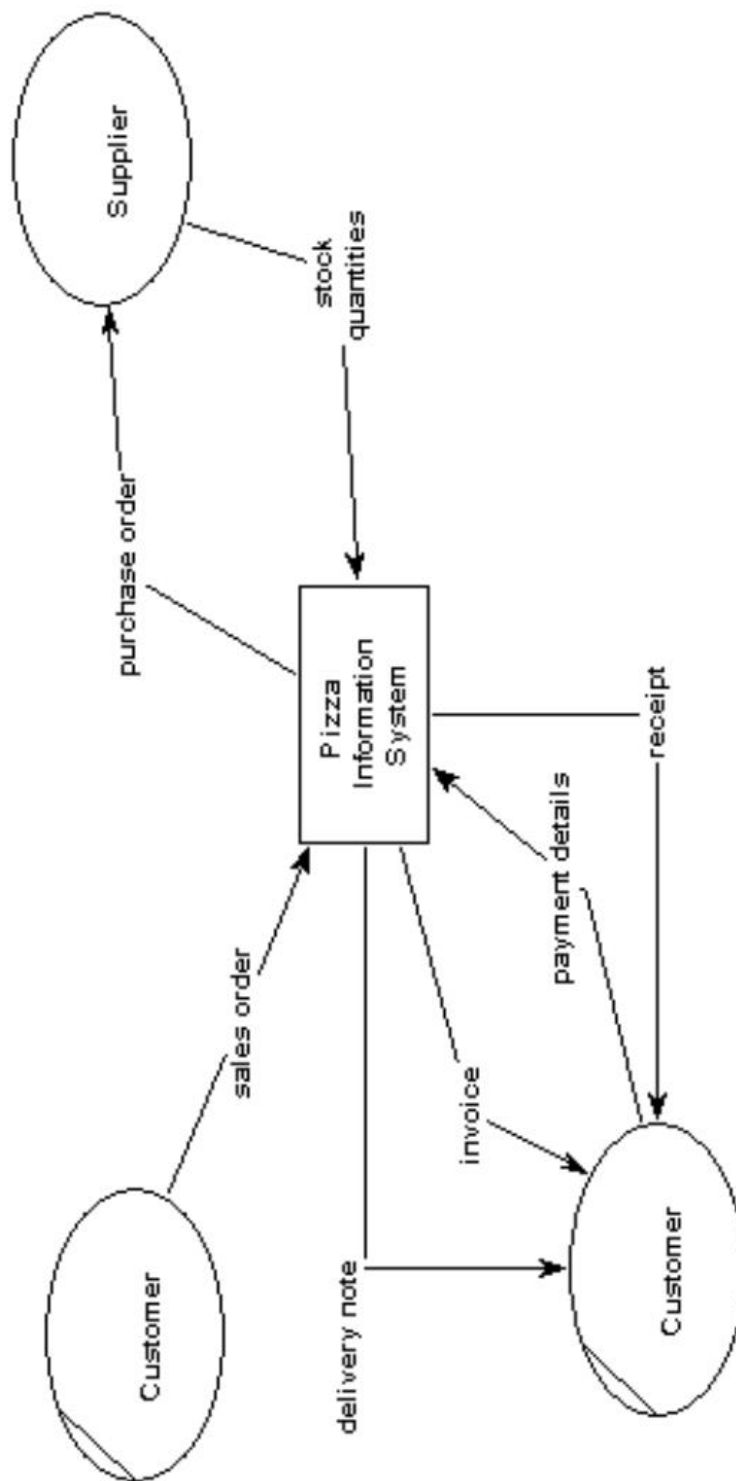 Customer
sales order
purchase order
Supplier
stock
quantities
Pizza
Information
System
delivery note
invoice
payment details
receipt
Customer